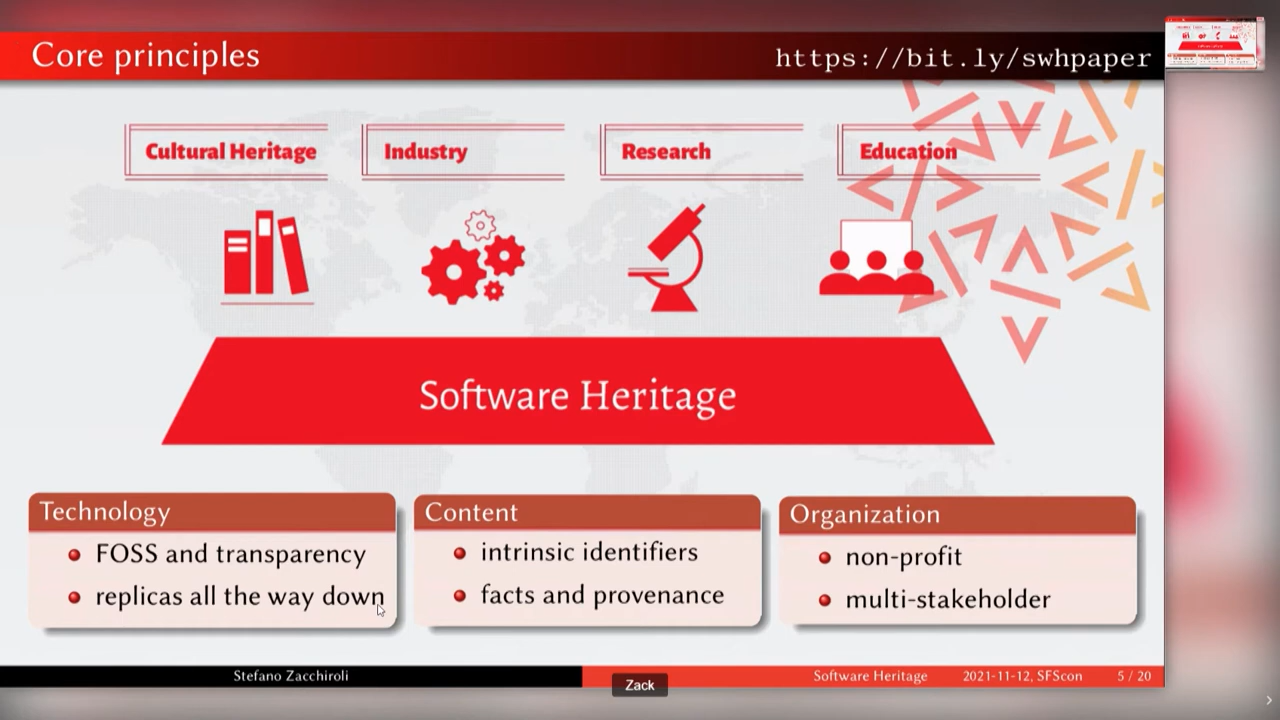 Core principles
https://bit.ly/swhpaper
Cultural Heritage
Industry
Research
Education
Software Heritage
Technology
FOSS and transparency
replicas all the way down
Content
intrinsic identifiers
facts and provenance
Organization
non-profit
multi-stakeholder
Stefano Zacchiroli
Software Heritage
2021-11-12, SFScon
5 / 20
Zack